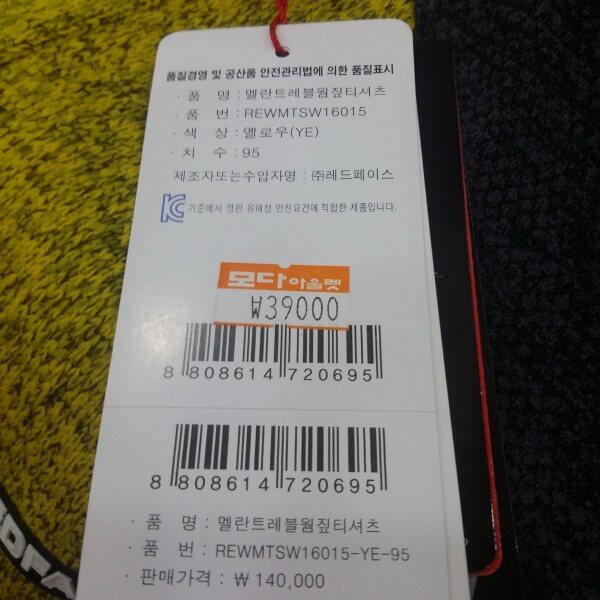 품질경영 및 공산품 안전관리법에 의한 품질표시
· 품 명 : 멜란트레블웜짚티셔츠
· 품 번 : REWMTSW16015
· 색 상 : 옐로우(YE)
· 치 수 : 95
제조자또는수입자명 : ㈜레드페이스
KC 기준에서 정한 유해성 안전요건에 적합한 제품입니다.
모다아울렛
₩39000
8 808614 720695
8 808614 720695
· 품 명 : 멜란트레블웜짚티셔츠
· 품 번 : REWMTSW16015-YE-95
· 판매가격 : ₩ 140,000